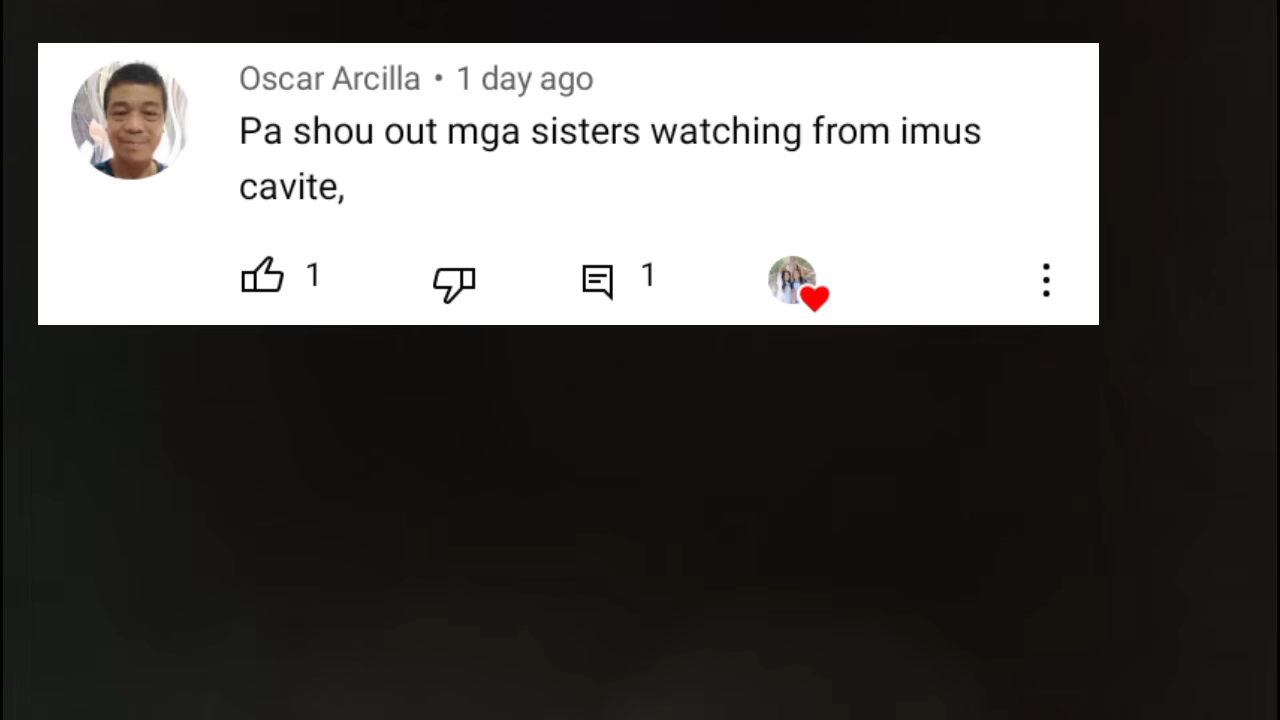 Oscar Arcilla • 1 day ago
Pa shou out mga sisters watching from imus
cavite,
1 1